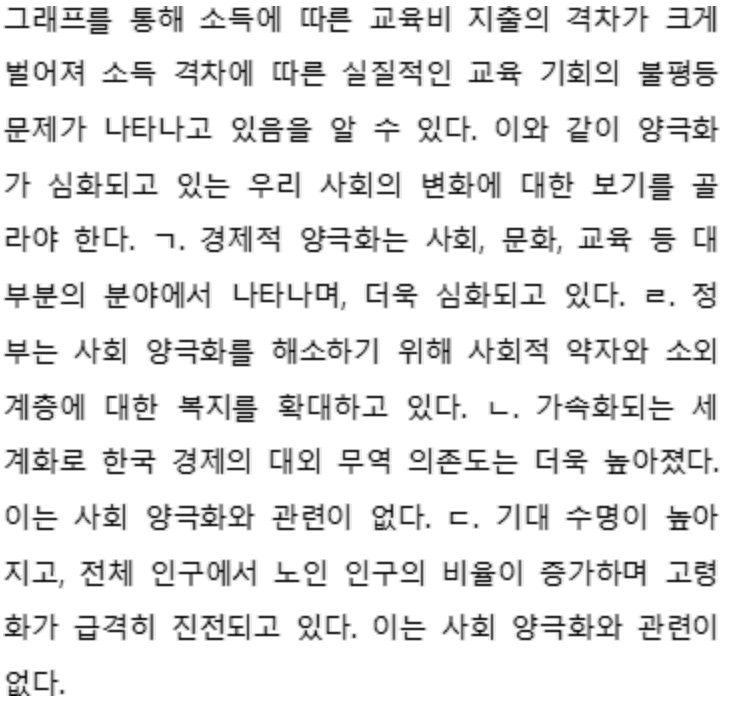 그래프를 통해 소득에 따른 교육비 지출의 격차가 크게
벌어져 소득 격차에 따른 실질적인 교육 기회의 불평등
문제가 나타나고 있음을 알 수 있다. 이와 같이 양극화
가 심화되고 있는 우리 사회의 변화에 대한 보기를 골
라야 한다. ㄱ. 경제적 양극화는 사회, 문화, 교육 등 대
부분의 분야에서 나타나며, 더욱 심화되고 있다. ㄹ. 정
부는 사회 양극화를 해소하기 위해 사회적 약자와 소외
계층에 대한 복지를 확대하고 있다. ㄴ. 가속화되는 세
계화로 한국 경제의 대외 무역 의존도는 더욱 높아졌다.
이는 사회 양극화와 관련이 없다. ㄷ. 기대 수명이 높아
지고, 전체 인구에서 노인 인구의 비율이 증가하며 고령
화가 급격히 진전되고 있다. 이는 사회 양극화와 관련이
없다.